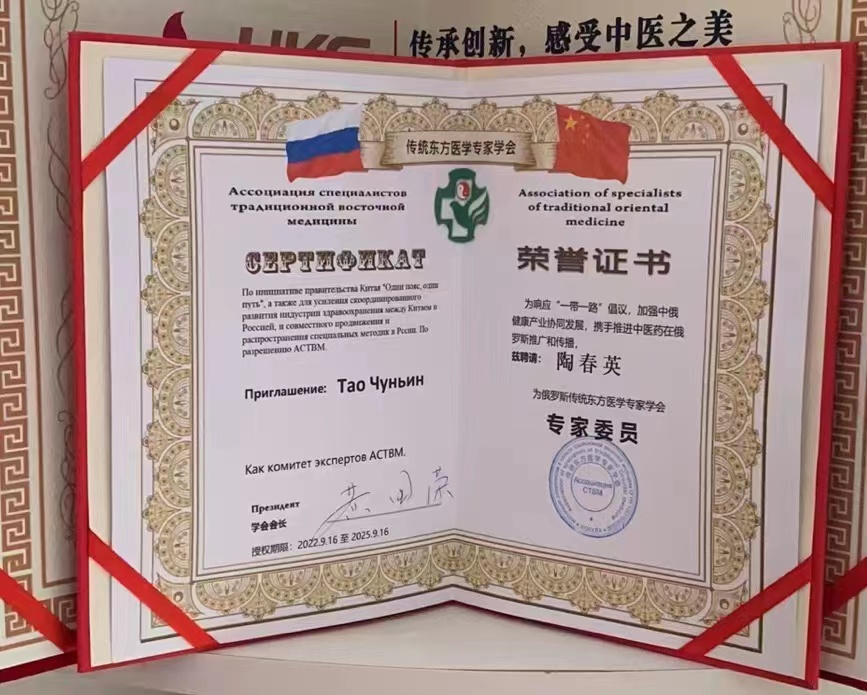 传承创新，感受中医之美
传统东方医学专家学会
Ассоциация специалистов
традиционной восточной
медицины
СЕРТИФИКАТ
По инициативе правительства Китая "Один пояс, один
путь", а также для усиления скоординированного
развития индустрии здравоохранения между Китаем и
Россией, и совместного продвижения и
распространения специальных методик в Россия. По
разрешению АСТВМ.
Приглашение: Тао Чуньин
Как комитет экспертов АСТВМ.
Президент
学会会长
授权期限：2022.9.16 至 2025.9.16
Association of specialists
of traditional oriental
medicine
荣誉证书
为响应“一带一路”倡议，加强中俄
健康产业协同发展，携手推进中医药在俄
罗斯推广和传播，
兹聘请：陶春英
为俄罗斯传统东方医学专家学会
专家委员
Ассоциация
СТВМ